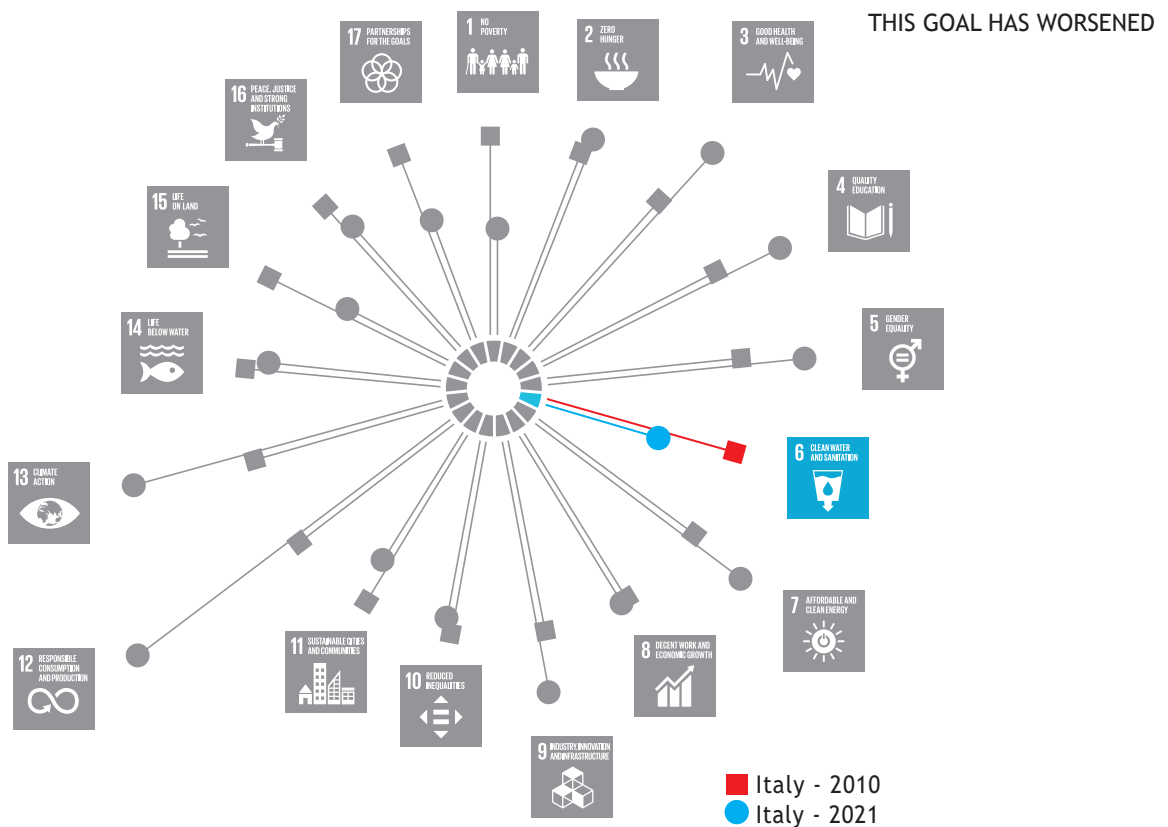 THIS GOAL HAS WORSENED
1 NO
POVERTY
2 ZERO
HUNGER
3 GOOD HEALTH
AND WELL-BEING
4 QUALITY
EDUCATION
5 GENDER
EQUALITY
6 CLEAN WATER
AND SANITATION
7 AFFORDABLE AND
CLEAN ENERGY
8 DECENT WORK AND
ECONOMIC GROWTH
9 INDUSTRY, INNOVATION
AND INFRASTRUCTURE
10 REDUCED
INEQUALITIES
11 SUSTAINABLE CITIES
AND COMMUNITIES
12 RESPONSIBLE
CONSUMPTION
AND PRODUCTION
13 CLIMATE
ACTION
14 LIFE
BELOW WATER
15 LIFE
ON LAND
16 PEACE, JUSTICE
AND STRONG
INSTITUTIONS
17 PARTNERSHIPS
FOR THE GOALS
Italy - 2010
Italy - 2021